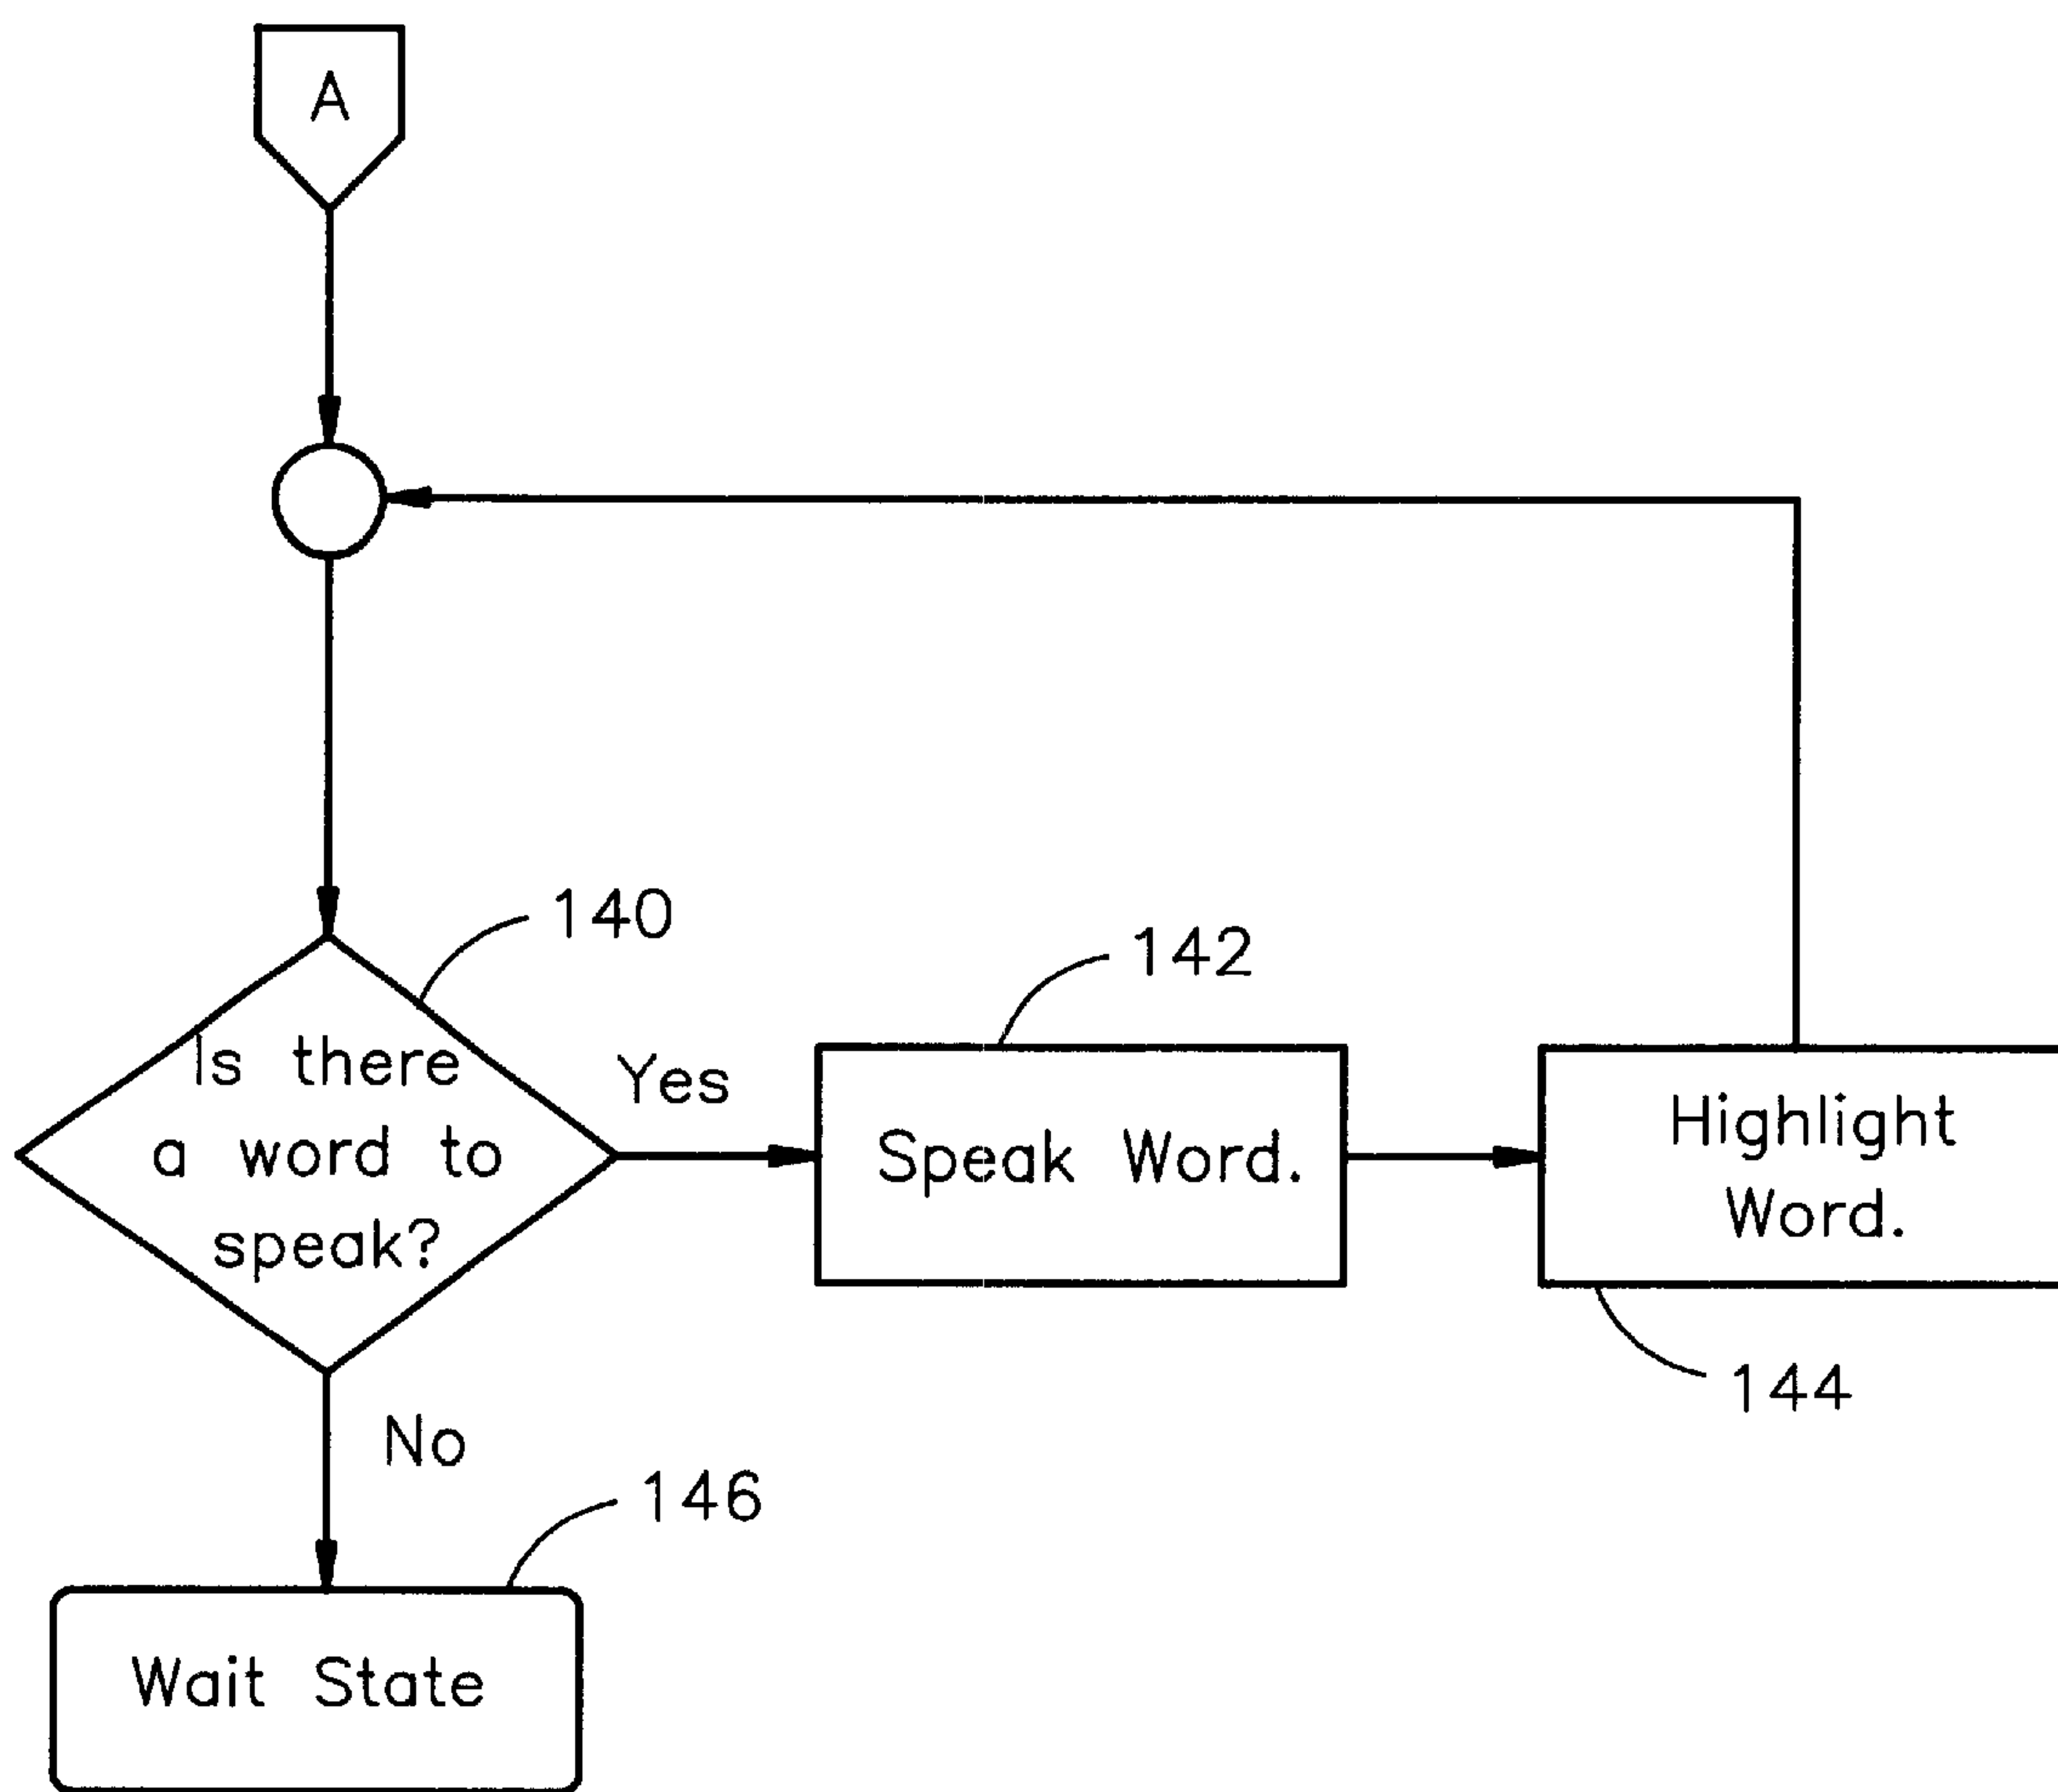 A
140
Is there
a word to
speak?
Yes
142
Speak Word.
Highlight
Word.
144
No
146
Wait State